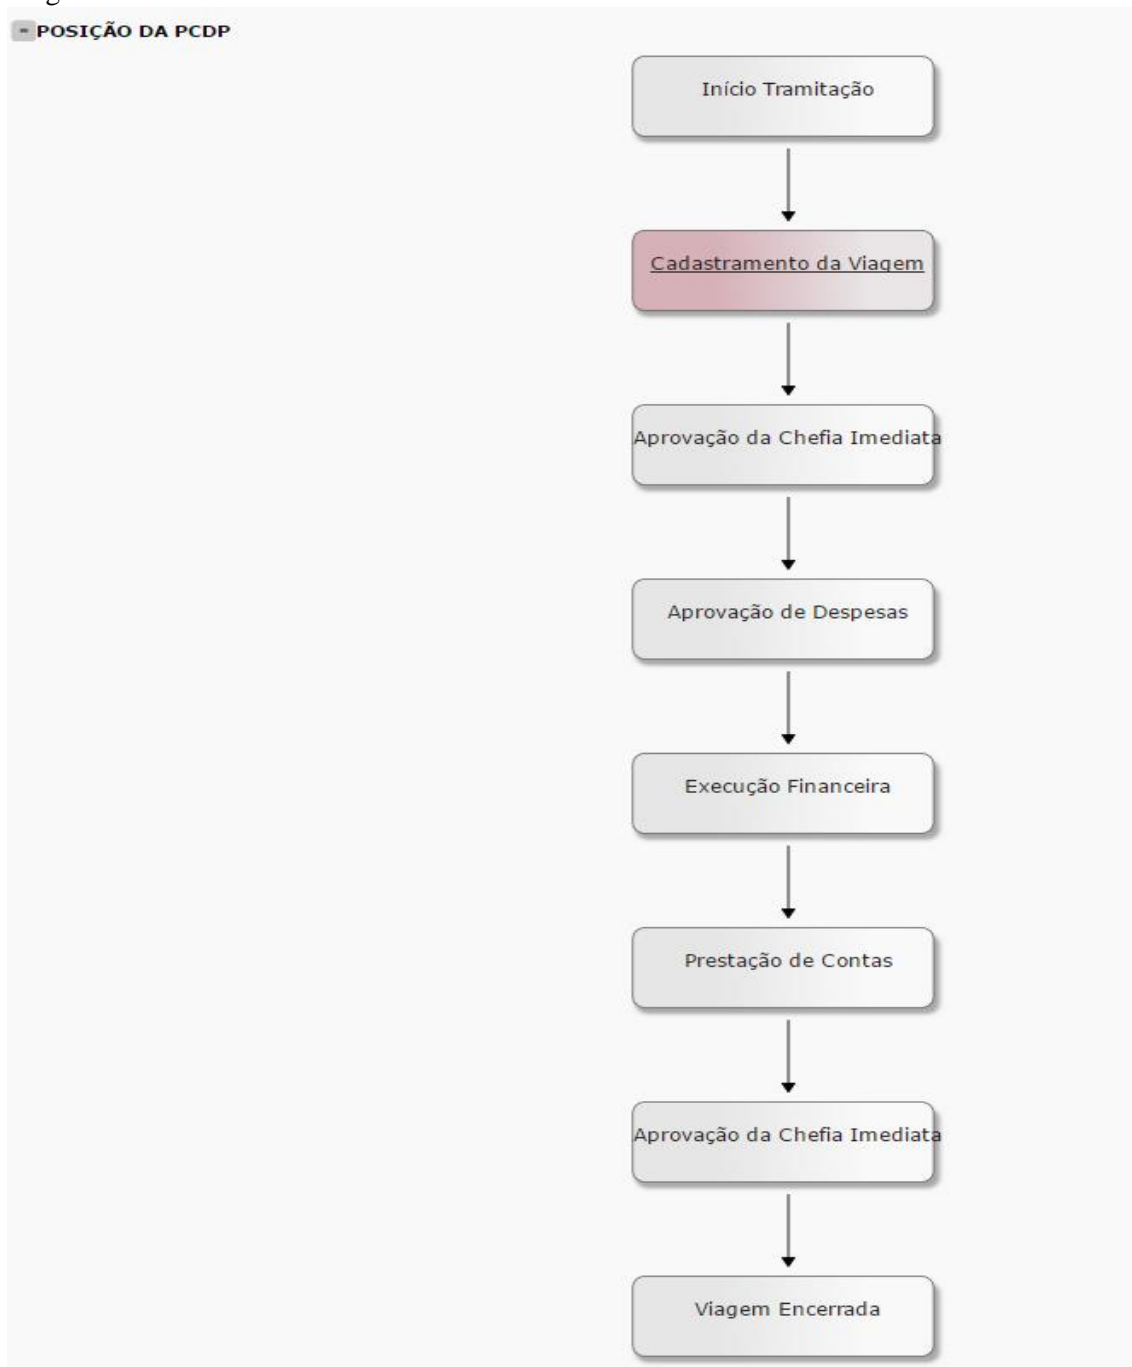 POSIÇÃO DA PCDP
Início Tramitação
Cadastramento da Viagem
Aprovação da Chefia Imediata
Aprovação de Despesas
Execução Financeira
Prestação de Contas
Aprovação da Chefia Imediata
Viagem Encerrada